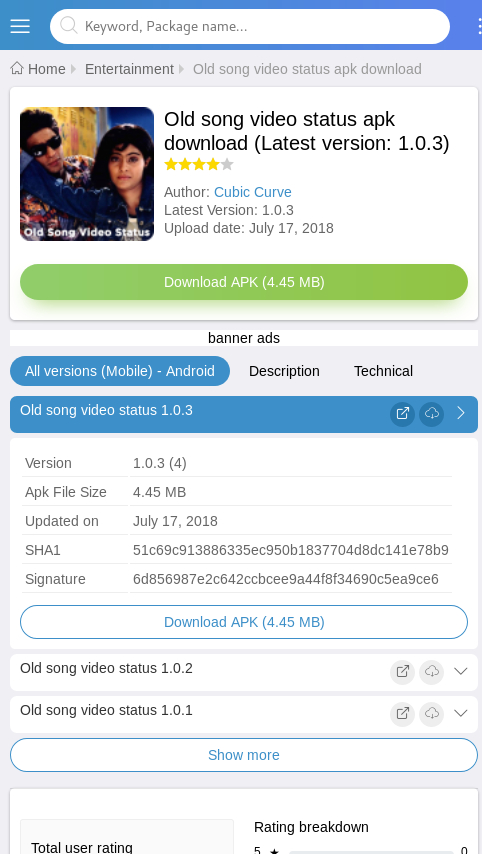 Keyword, Package name...
Home Entertainment Old song video status apk download
Old song video status apk
download (Latest version: 1.0.3)
Old Song Video Status
Author: Cubic Curve
Latest Version: 1.0.3
Upload date: July 17, 2018
Download APK (4.45 MB)
banner ads
All versions (Mobile) - Android Description Technical
Old song video status 1.0.3
Version 1.0.3 (4)
Apk File Size 4.45 MB
Updated on July 17, 2018
SHA1 51c69c913886335ec950b1837704d8dc141e78b9
Signature 6d856987e2c642ccbcee9a44f8f34690c5ea9ce6
Download APK (4.45 MB)
Old song video status 1.0.2
Old song video status 1.0.1
Show more
Rating breakdown
Total user rating
5 ★ 0